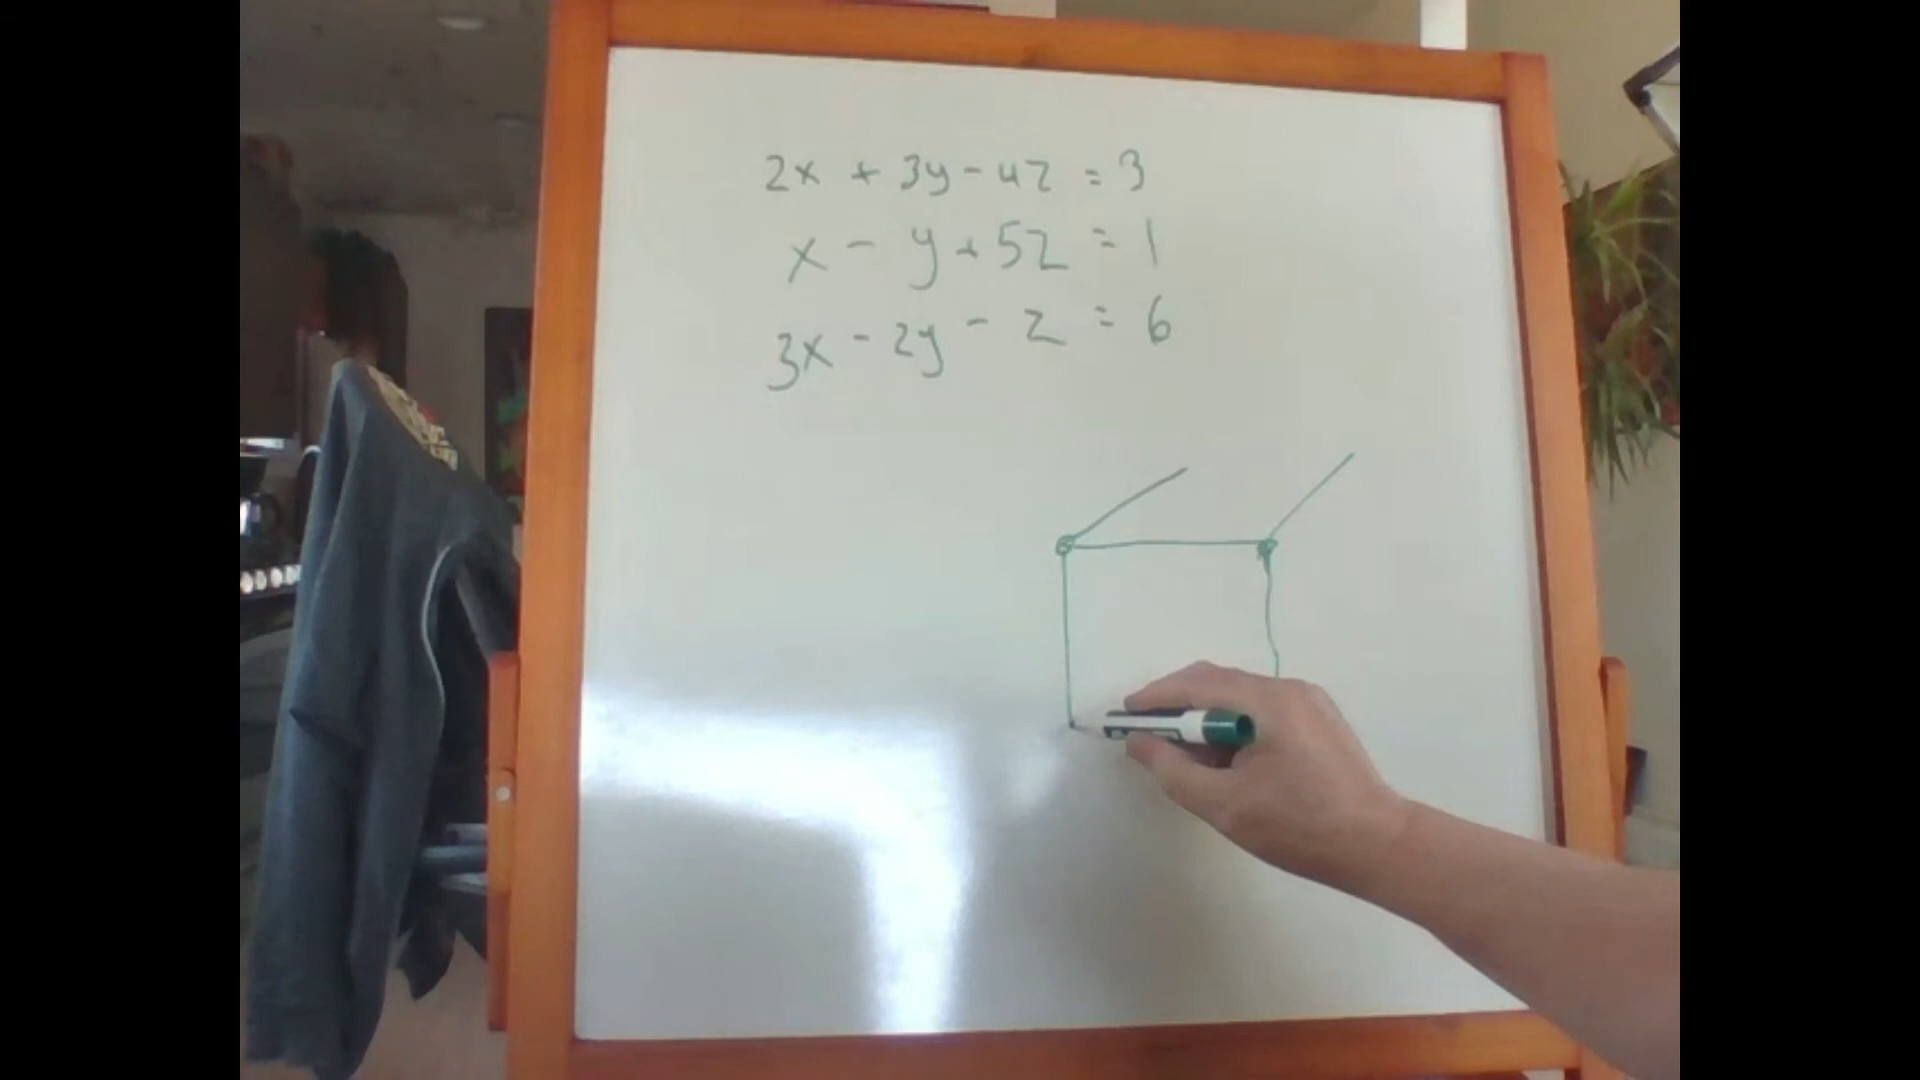 2x + 3y - 4z = 3
x - y + 5z = 1
3x - 2y - z = 6